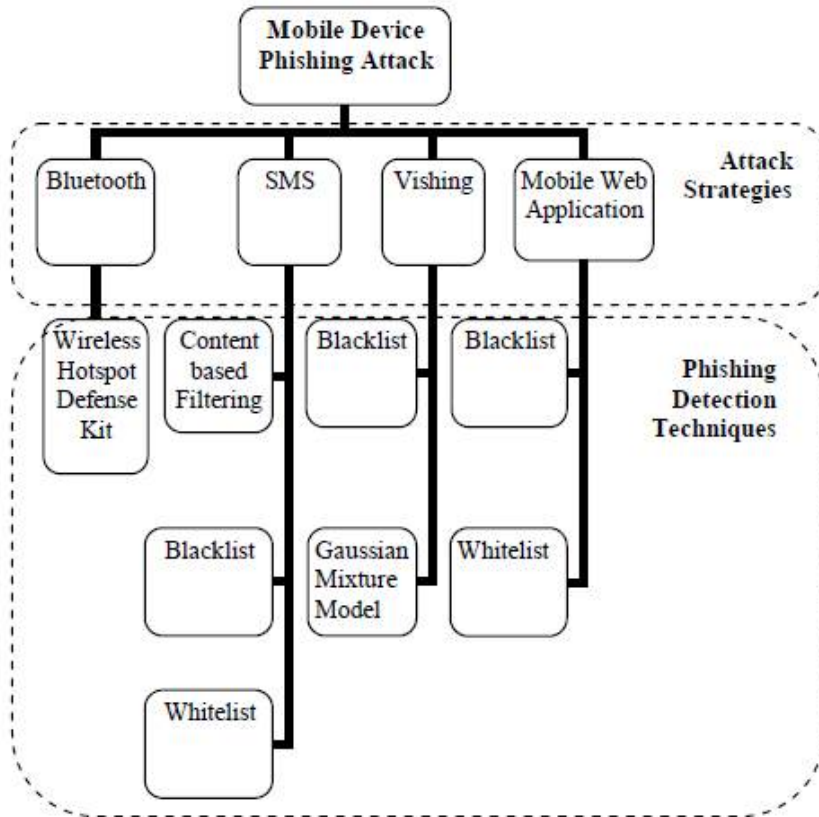 Mobile Device
Phishing Attack
Attack
Strategies
Bluetooth
SMS
Vishing
Mobile Web
Application
Phishing
Detection
Techniques
Wireless
Hotspot
Defense
Kit
Content
based
Filtering
Blacklist
Blacklist
Blacklist
Gaussian
Mixture
Model
Whitelist
Whitelist